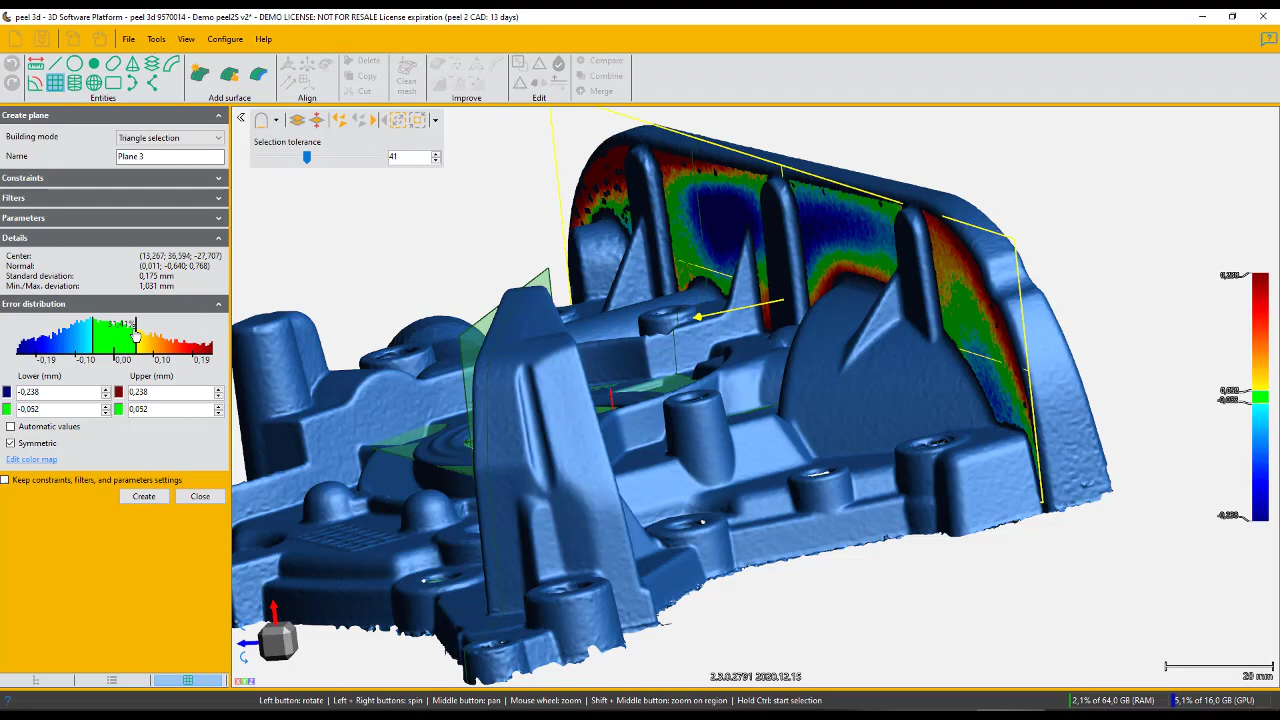 peel 3d - 3D Software Platform - peel 3d 9570014 - Demo peel2S v2* - DEMO LICENSE: NOT FOR RESALE License expiration (peel 2 CAD: 13 days)
File Tools View Configure Help
Entities
Add surface
Align
Delete
Copy
Cut
Clean mesh
Improve
Edit
Compare
Combine
Merge
Create plane
Building mode Triangle selection
Name Plane 3
Constraints
Filters
Parameters
Details
Center: (13,267; 36,594; -27,707)
Normal: (0,011; -0,640; 0,768)
Standard deviation: 0,175 mm
Min./Max. deviation: 1,031 mm
Error distribution
-0,19 -0,10 0,00 0,10 0,19
Lower (mm) Upper (mm)
-0,238 0,238
-0,052 0,052
Automatic values
Symmetric
Edit color map
Keep constraints, filters, and parameters settings
Create Close
Selection tolerance
41
X Y Z
2.3.0.2791 2020.12.15
20 mm
Left button: rotate | Left + Right buttons: spin | Middle button: pan | Mouse wheel: zoom | Shift + Middle button: zoom on region | Hold Ctrl: start selection
2,1% of 64,0 GB (RAM) 5,1% of 16,0 GB (GPU)